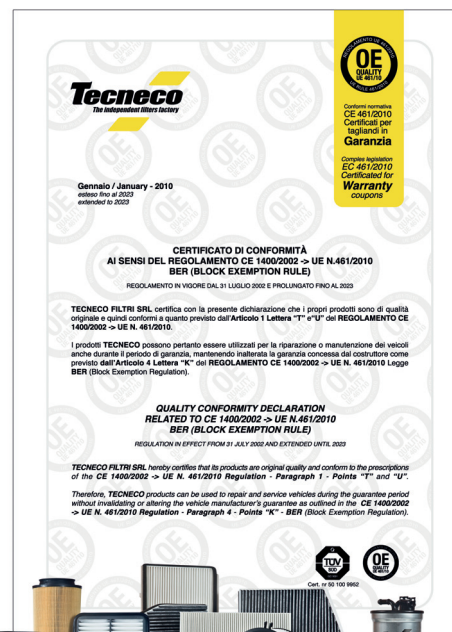 REGOLAMENTO UE 461/2010
OE
QUALITY
UE 461/10
UE RULE 461/2010
Tecneco
The independent filters factory
Conformi normativa
CE 461/2010
Certificati per
tagliandi in
Garanzia
Complies legislation
EC 461/2010
Certificated for
Warranty
coupons
Gennaio / January - 2010
esteso fino al 2023
extended to 2023
CERTIFICATO DI CONFORMITÀ
AI SENSI DEL REGOLAMENTO CE 1400/2002 -> UE N.461/2010
BER (BLOCK EXEMPTION RULE)
REGOLAMENTO IN VIGORE DAL 31 LUGLIO 2002 E PROLUNGATO FINO AL 2023
TECNECO FILTRI SRL certifica con la presente dichiarazione che i propri prodotti sono di qualità
originale e quindi conformi a quanto previsto dall'Articolo 1 Lettera "T" e"U" del REGOLAMENTO CE
1400/2002 -> UE N. 461/2010.
I prodotti TECNECO possono pertanto essere utilizzati per la riparazione o manutenzione dei veicoli
anche durante il periodo di garanzia, mantenendo inalterata la garanzia concessa dal costruttore come
previsto dall'Articolo 4 Lettera "K" del REGOLAMENTO CE 1400/2002 -> UE N. 461/2010 Legge
BER (Block Exemption Regulation).
QUALITY CONFORMITY DECLARATION
RELATED TO CE 1400/2002 -> UE N.461/2010
BER (BLOCK EXEMPTION RULE)
REGULATION IN EFFECT FROM 31 JULY 2002 AND EXTENDED UNTIL 2023
TECNECO FILTRI SRL hereby certifies that its products are original quality and conform to the prescriptions
of the CE 1400/2002 -> UE N. 461/2010 Regulation - Paragraph 1 - Points "T" and "U".
Therefore, TECNECO products can be used to repair and service vehicles during the guarantee period
without invalidating or altering the vehicle manufacturer's guarantee as outlined in the CE 1400/2002
-> UE N. 461/2010 Regulation - Paragraph 4 - Points "K" - BER (Block Exemption Regulation).
TÜV
OE
QUALITY
UE 461/10
Cert. nr 50 100 9952